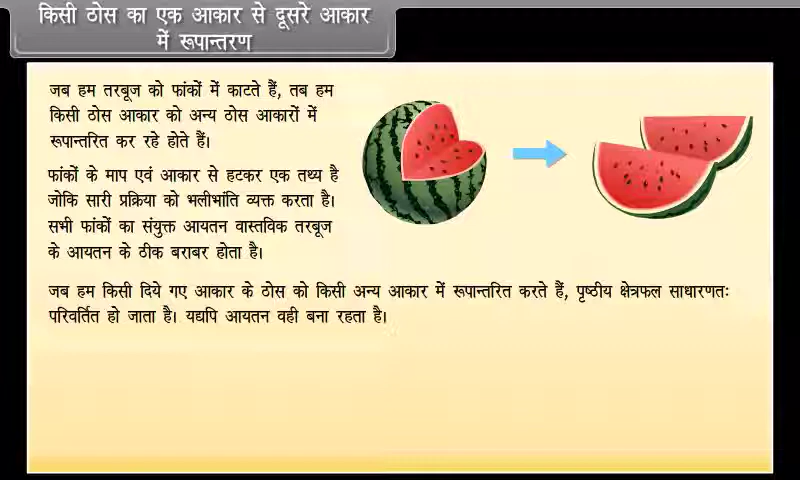 किसी ठोस का एक आकार से दूसरे आकार
में रूपान्तरण
जब हम तरबूज को फांकों में काटते हैं, तब हम
किसी ठोस आकार को अन्य ठोस आकारों में
रूपान्तरित कर रहे होते हैं।
फांकों के माप एवं आकार से हटकर एक तथ्य है
जोकि सारी प्रक्रिया को भलीभांति व्यक्त करता है।
सभी फांकों का संयुक्त आयतन वास्तविक तरबूज
के आयतन के ठीक बराबर होता है।
जब हम किसी दिये गए आकार के ठोस को किसी अन्य आकार में रूपान्तरित करते हैं, पृष्ठीय क्षेत्रफल साधारणतः
परिवर्तित हो जाता है। यद्यपि आयतन वही बना रहता है।